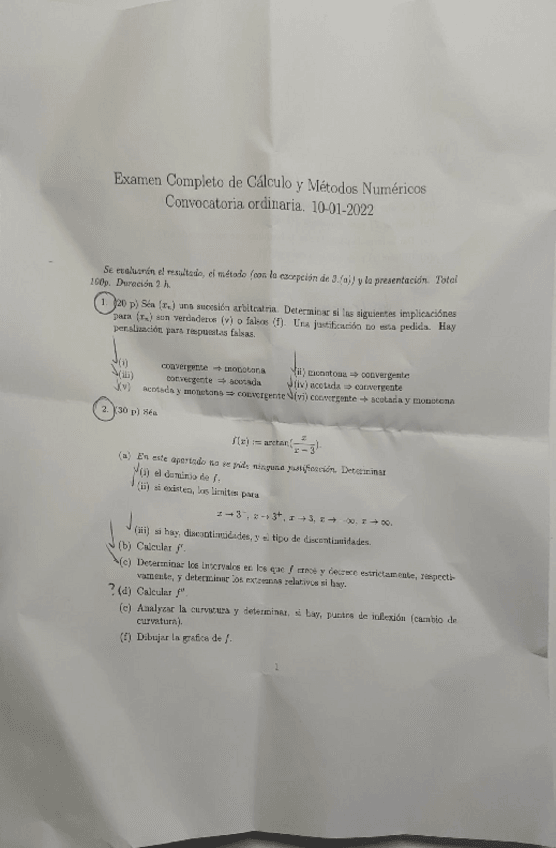 Examen Completo de Cálculo y Métodos Numéricos
Convocatoria ordinaria. 10-01-2022
Se evaluarán el resultado, el método (con la excepción de 2.(a)) y la presentación. Total
100p. Duración 2 h.
1. (20 p) Séa (xₙ) una sucesión arbitratria. Determinar si las siguientes implicaciónes
para (xₙ) son verdaderos (v) o falsos (f). Una justificación no esta pedida. Hay
penalización para respuestas falsas.
(i) convergente ⇒ monotona (ii) monotona ⇒ convergente
(iii) convergente ⇒ acotada (iv) acotada ⇒ convergente
(v) acotada y monotona ⇒ convergente (vi) convergente ⇒ acotada y monotona
2. (30 p) Séa
f(x) := arctan(x/(x − 3)).
(a) En este apartado no se pide ninguna justificación. Determinar
(i) el dominio de f.
(ii) si existen, los limites para
x → 3⁻, x → 3⁺, x → 3, x → -∞, x → ∞.
(iii) si hay, discontinuidades, y el tipo de discontinuidades.
(b) Calcular f'.
(c) Determinar los intervalos en los que f crece y decrece estrictamente, respecti-
vamente, y determinar los extremos relativos si hay.
? (d) Calcular f''
(e) Analyzar la curvatura y determinar, si hay, puntos de inflexión (cambio de
curvatura).
(f) Dibujar la grafica de f.
1